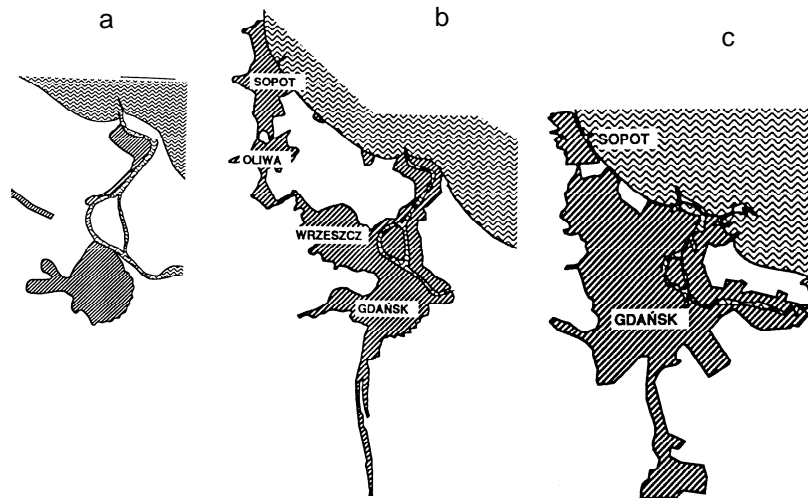 a
b
c
SOPOT
OLIWA
WRZESZCZ
GDAŃSK
SOPOT
GDAŃSK